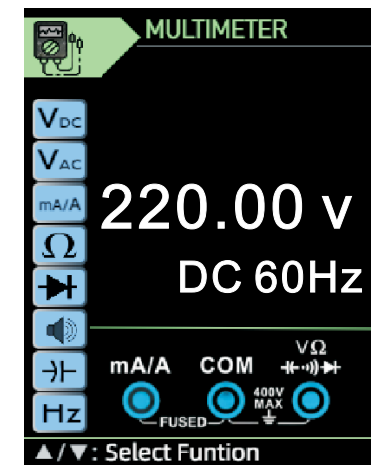 MULTIMETER
VDC
VAC
mA/A
220.00 v
Ω
DC 60Hz
mA/A COM VΩ
400V
MAX
FUSED
Hz
▲/▼: Select Funtion